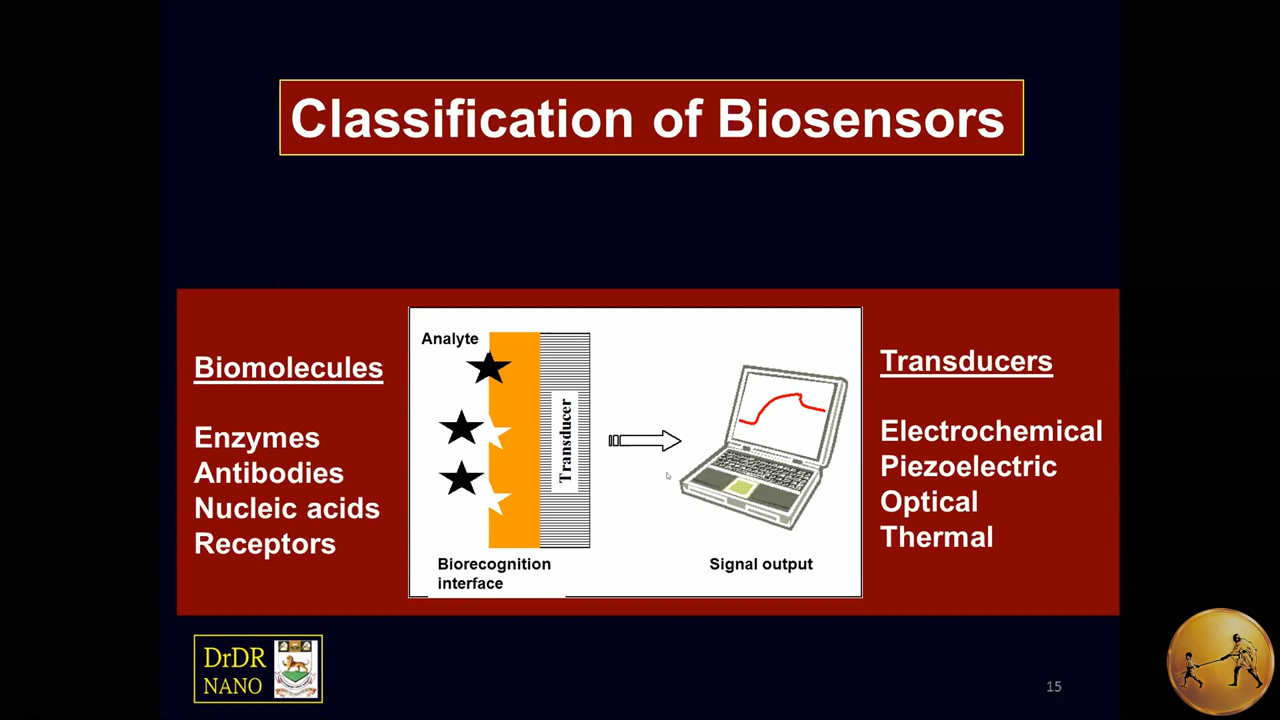 Classification of Biosensors
Biomolecules
Enzymes
Antibodies
Nucleic acids
Receptors
Analyte
Transducer
Biorecognition
interface
Signal output
Transducers
Electrochemical
Piezoelectric
Optical
Thermal
DrDR
NANO
15